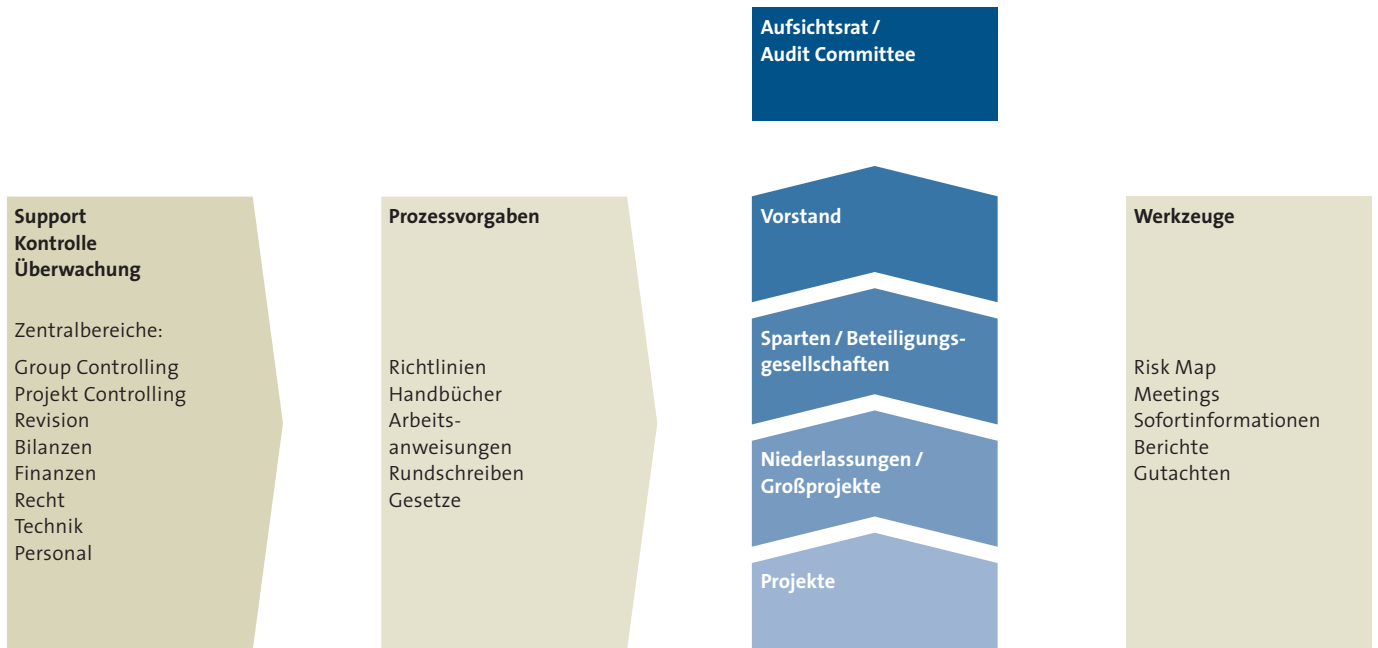 Aufsichtsrat /
Audit Committee
Support
Kontrolle
Überwachung
Zentralbereiche:
Group Controlling
Projekt Controlling
Revision
Bilanzen
Finanzen
Recht
Technik
Personal
Prozessvorgaben
Richtlinien
Handbücher
Arbeits-
anweisungen
Rundschreiben
Gesetze
Vorstand
Sparten / Beteiligungs-
gesellschaften
Niederlassungen /
Großprojekte
Projekte
Werkzeuge
Risk Map
Meetings
Sofortinformationen
Berichte
Gutachten